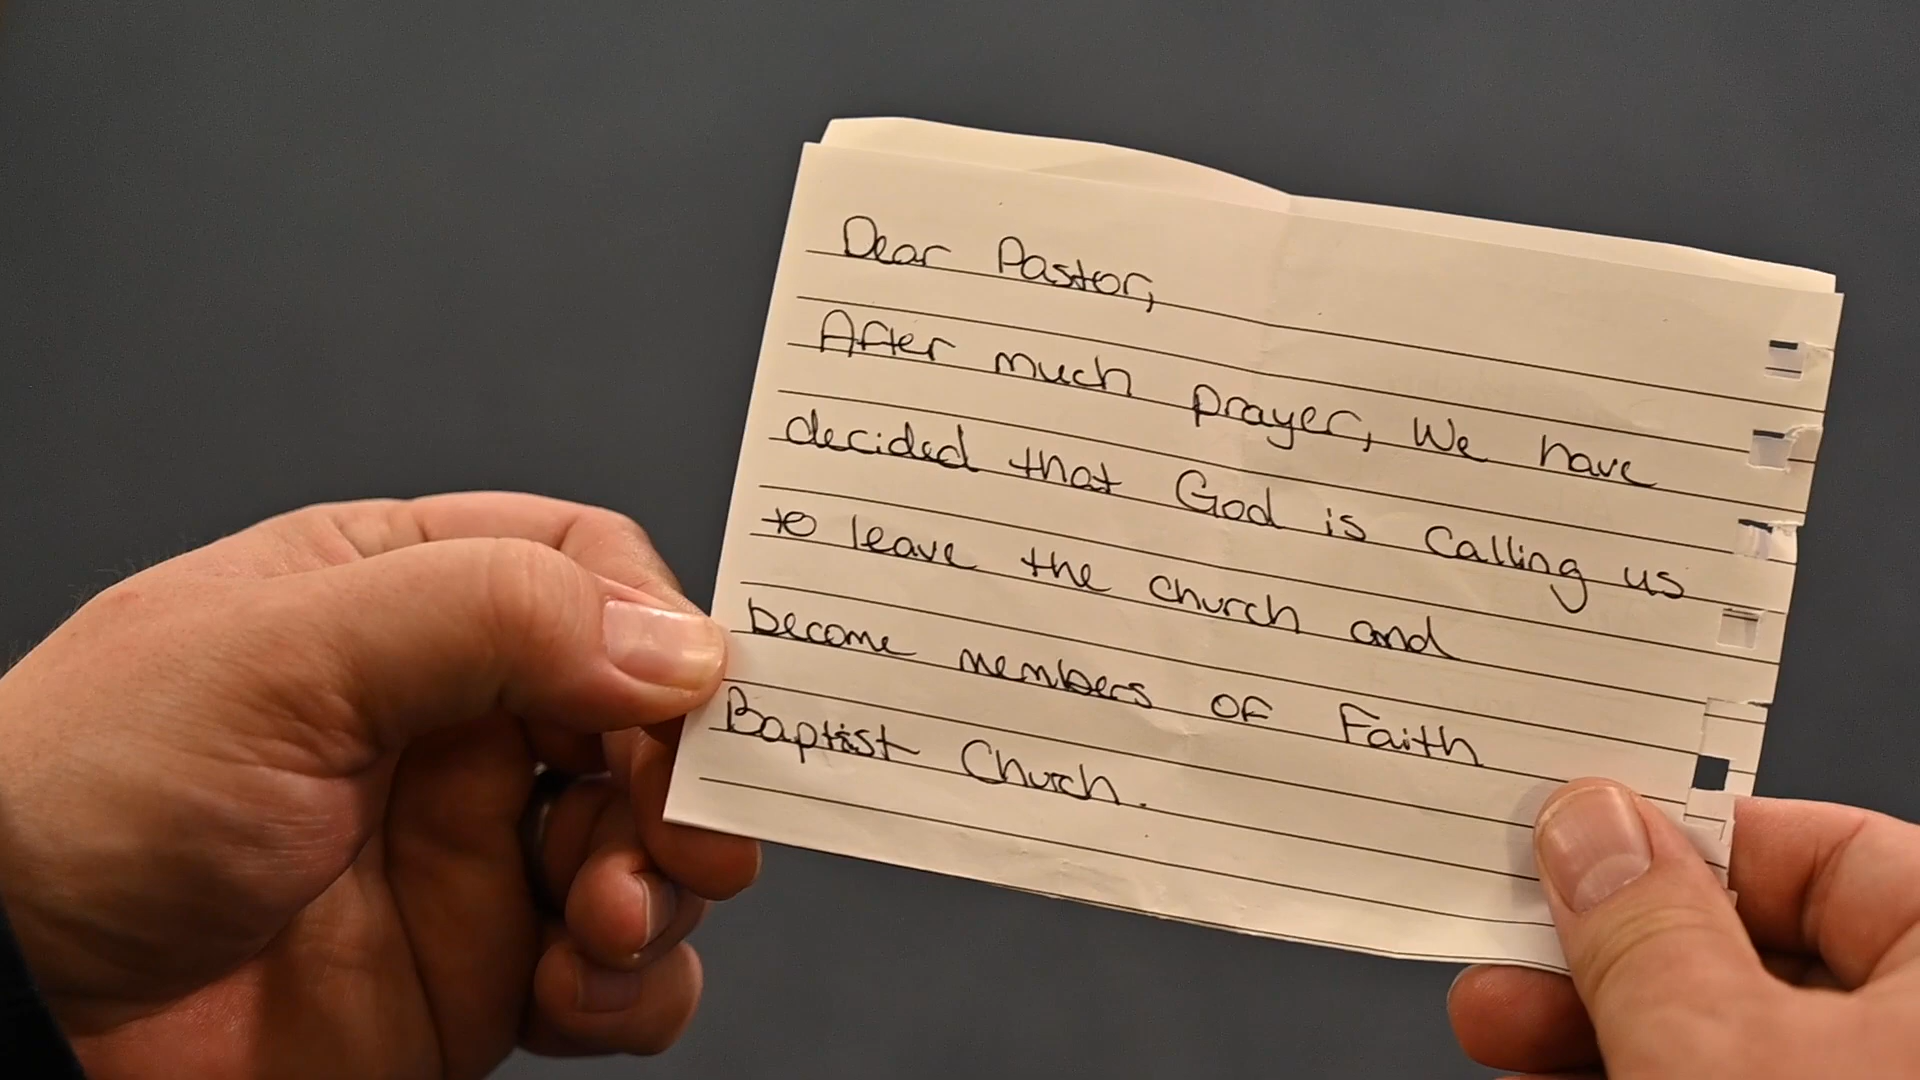 Dear Pastor,
After much prayer, We have
decided that God is calling us
to leave the church and
become members of Faith
Baptist Church.